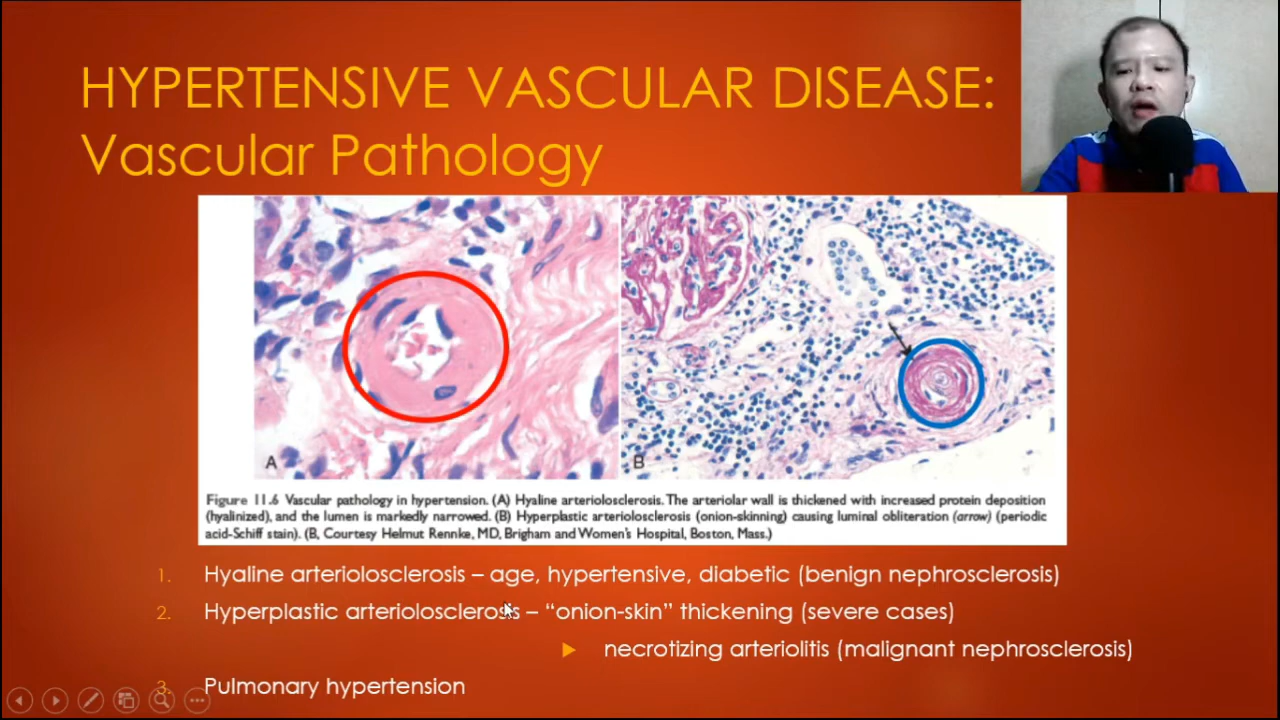 HYPERTENSIVE VASCULAR DISEASE:
Vascular Pathology
A
B
Figure 11.6 Vascular pathology in hypertension. (A) Hyaline arteriolosclerosis. The arteriolar wall is thickened with increased protein deposition
(hyalinized), and the lumen is markedly narrowed. (B) Hyperplastic arteriolosclerosis (onion-skinning) causing luminal obliteration (arrow) (periodic
acid-Schiff stain). (B, Courtesy Helmut Rennke, MD, Brigham and Women's Hospital, Boston, Mass.)
1. Hyaline arteriolosclerosis – age, hypertensive, diabetic (benign nephrosclerosis)
2. Hyperplastic arteriolosclerosis – “onion-skin” thickening (severe cases)
necrotizing arteriolitis (malignant nephrosclerosis)
3. Pulmonary hypertension